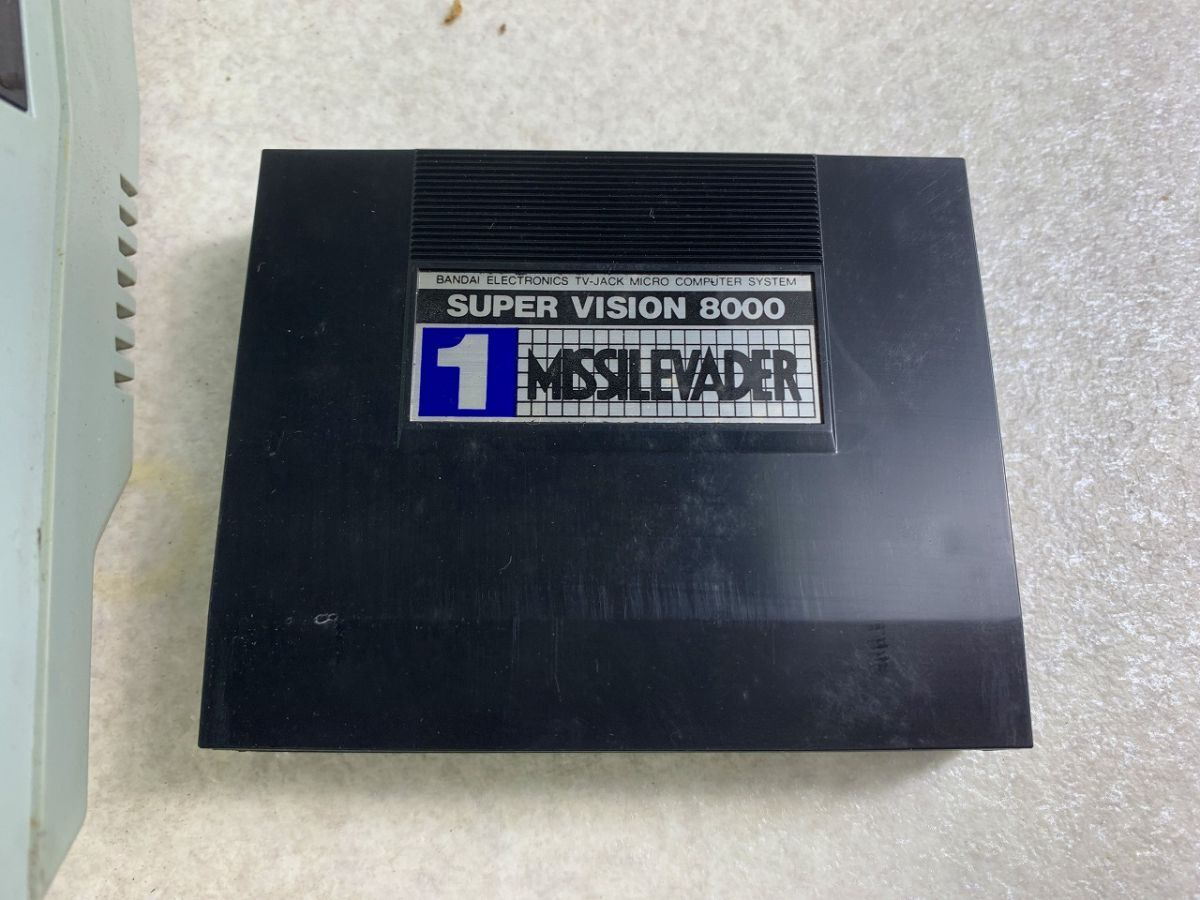 BANDAI ELECTRONICS TV-JACK MICRO COMPUTER SYSTEM
SUPER VISION 8000
1 MISSILEVADER